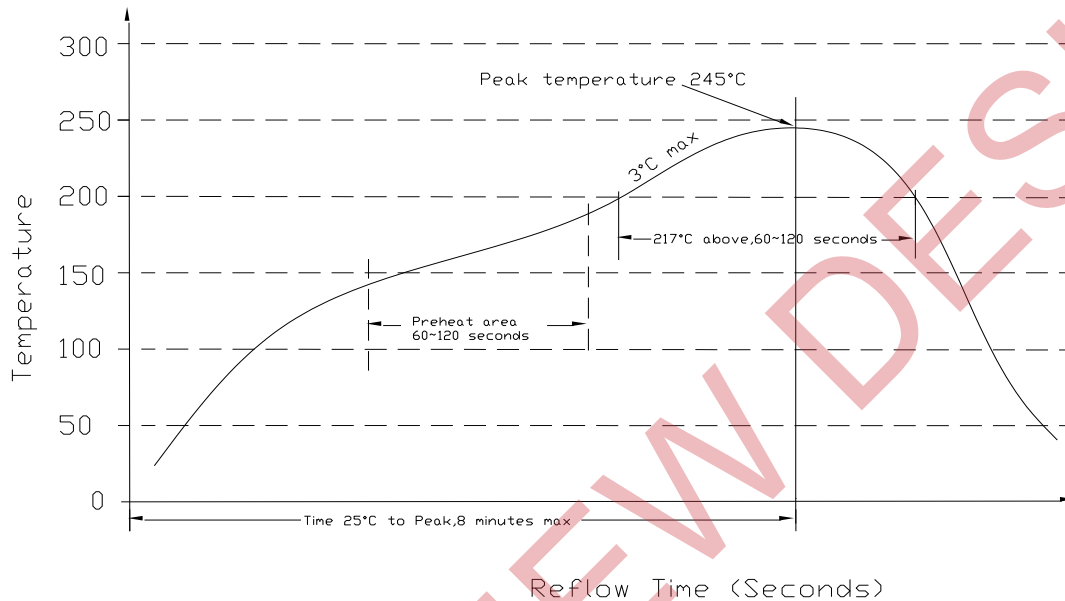 300
Peak temperature 245°C
250
3°C max
200
217°C above,60~120 seconds
150
Preheat area
60~120 seconds
100
50
0
Temperature
Time 25°C to Peak,8 minutes max
Reflow Time (Seconds)
EW DES